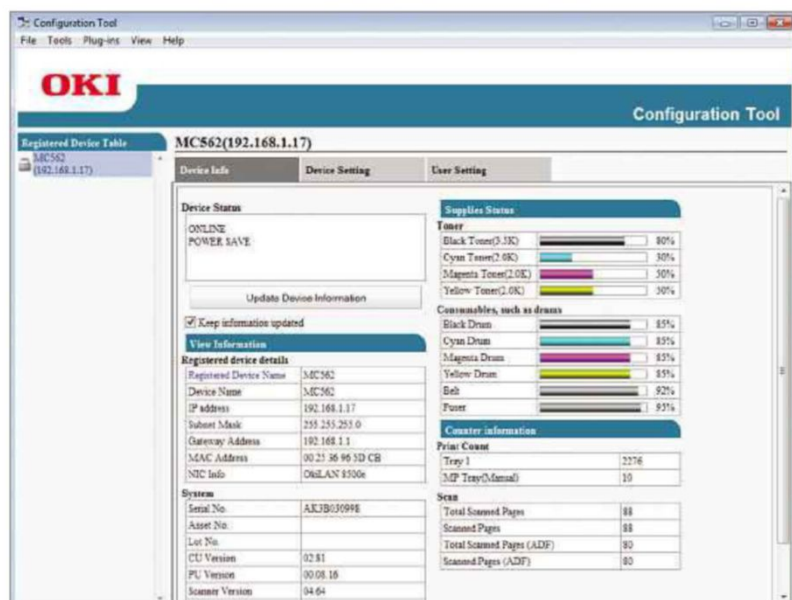 Configuration Tool
File Tools Plug-ins View Help
OKI
Configuration Tool
Registered Device Table
MC562
(192.168.1.17)
MC562(192.168.1.17)
Device Info Device Setting User Setting
Device Status
ONLINE
POWER SAVE
Update Device Information
Keep information updated
View Information
Registered device details
Registered Device Name MC562
Device Name MC562
IP address 192.168.1.17
Subnet Mask 255.255.255.0
Gateway Address 192.168.1.1
MAC Address 00 25 36 96 5D CB
NIC Info OkiLAN 8500e
System
Serial No. AK3B030998
Asset No.
Lot No.
CU Version 02.81
PU Version 00.08.16
Scanner Version 04.64
Supplies Status
Toner
Black Toner(3.5K) 80%
Cyan Toner(2.0K) 30%
Magenta Toner(2.0K) 50%
Yellow Toner(2.0K) 50%
Consumables, such as drums
Black Drum 85%
Cyan Drum 85%
Magenta Drum 85%
Yellow Drum 85%
Belt 92%
Fuser 95%
Counter information
Print Count
Tray 1 2276
MP Tray(Manual) 10
Scan
Total Scanned Pages 88
Scanned Pages 88
Total Scanned Pages (ADF) 80
Scanned Pages (ADF) 80